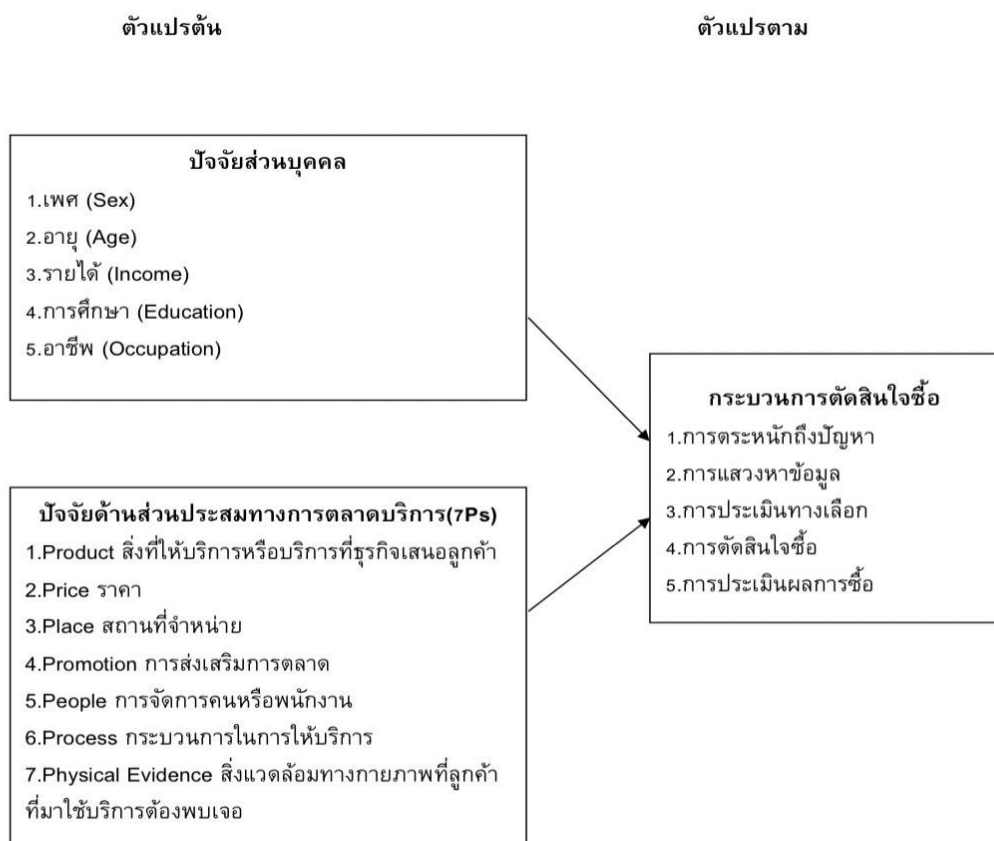 ตัวแปรต้น
ตัวแปรตาม
ปัจจัยส่วนบุคคล
1.เพศ (Sex)
2.อายุ (Age)
3.รายได้ (Income)
4.การศึกษา (Education)
5.อาชีพ (Occupation)
ปัจจัยด้านส่วนประสมทางการตลาดบริการ(7Ps)
1.Product สิ่งที่ให้บริการหรือบริการที่ธุรกิจเสนอลูกค้า
2.Price ราคา
3.Place สถานที่จำหน่าย
4.Promotion การส่งเสริมการตลาด
5.People การจัดการคนหรือพนักงาน
6.Process กระบวนการในการให้บริการ
7.Physical Evidence สิ่งแวดล้อมทางกายภาพที่ลูกค้า
ที่มาใช้บริการต้องพบเจอ
กระบวนการตัดสินใจซื้อ
1.การตระหนักถึงปัญหา
2.การแสวงหาข้อมูล
3.การประเมินทางเลือก
4.การตัดสินใจซื้อ
5.การประเมินผลการซื้อ